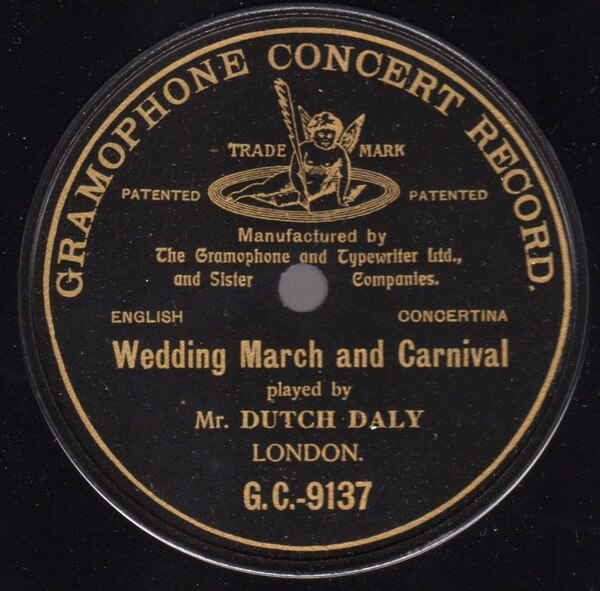 GRAMOPHONE CONCERT RECORD.
TRADE MARK
PATENTED PATENTED
Manufactured by
The Gramophone and Typewriter Ltd.,
and Sister Companies.
ENGLISH CONCERTINA
Wedding March and Carnival
played by
Mr. DUTCH DALY
LONDON.
G.C.-9137